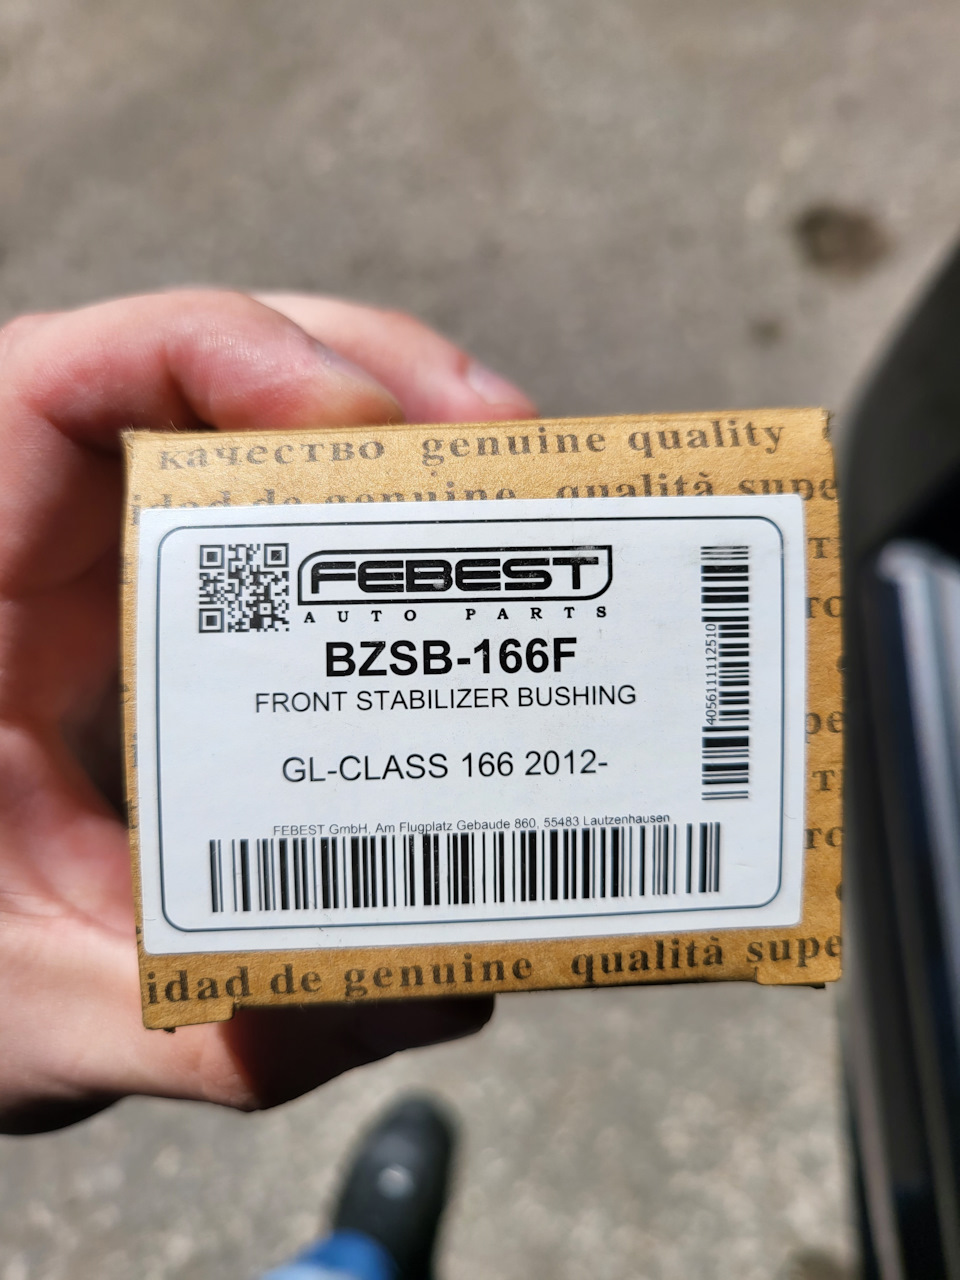 качество genuine quality
idad de genuine qualità supe
FEBEST
AUTO PARTS
BZSB-166F
FRONT STABILIZER BUSHING
GL-CLASS 166 2012-
4056111112510
FEBEST GmbH, Am Flugplatz Gebaude 860, 55483 Lautzenhausen
idad de genuine qualità supe